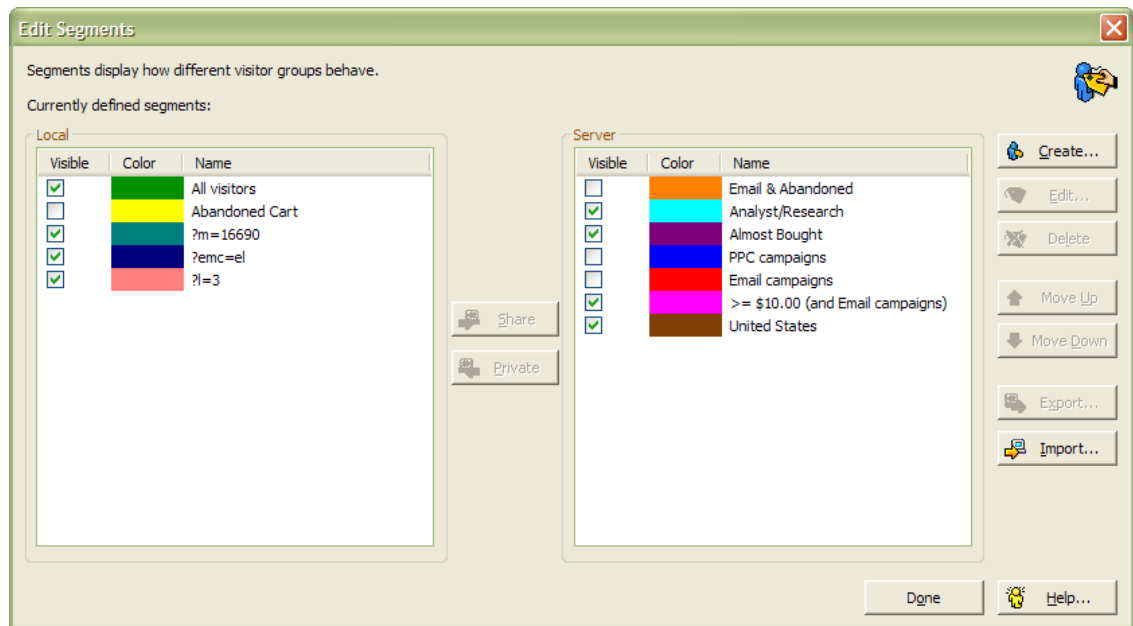 Edit Segments
Segments display how different visitor groups behave.
Currently defined segments:
Local
Visible Color Name
All visitors
Abandoned Cart
?m=16690
?emc=el
?l=3
Share
Private
Server
Visible Color Name
Email & Abandoned
Analyst/Research
Almost Bought
PPC campaigns
Email campaigns
>= $10.00 (and Email campaigns)
United States
Create...
Edit...
Delete
Move Up
Move Down
Export...
Import...
Done
Help...